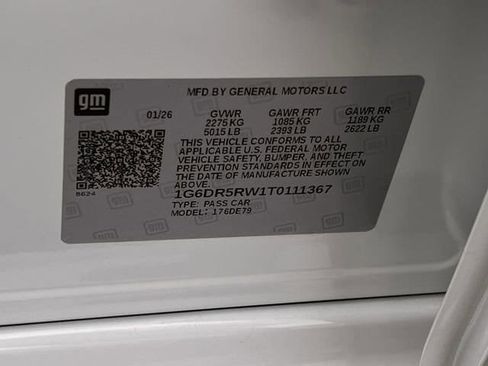 gm
MFD BY GENERAL MOTORS LLC
01/26 GVWR GAWR FRT GAWR RR
2275 KG 1085 KG 1189 KG
5015 LB 2393 LB 2622 LB
THIS VEHICLE CONFORMS TO ALL
APPLICABLE U.S. FEDERAL MOTOR
VEHICLE SAFETY, BUMPER, AND THEFT
PREVENTION STANDARDS IN EFFECT ON
THE DATE OF MANUFACTURE SHOWN
ABOVE.
8624
1G6DR5RW1T0111367
TYPE: PASS CAR
MODEL: 176DE79